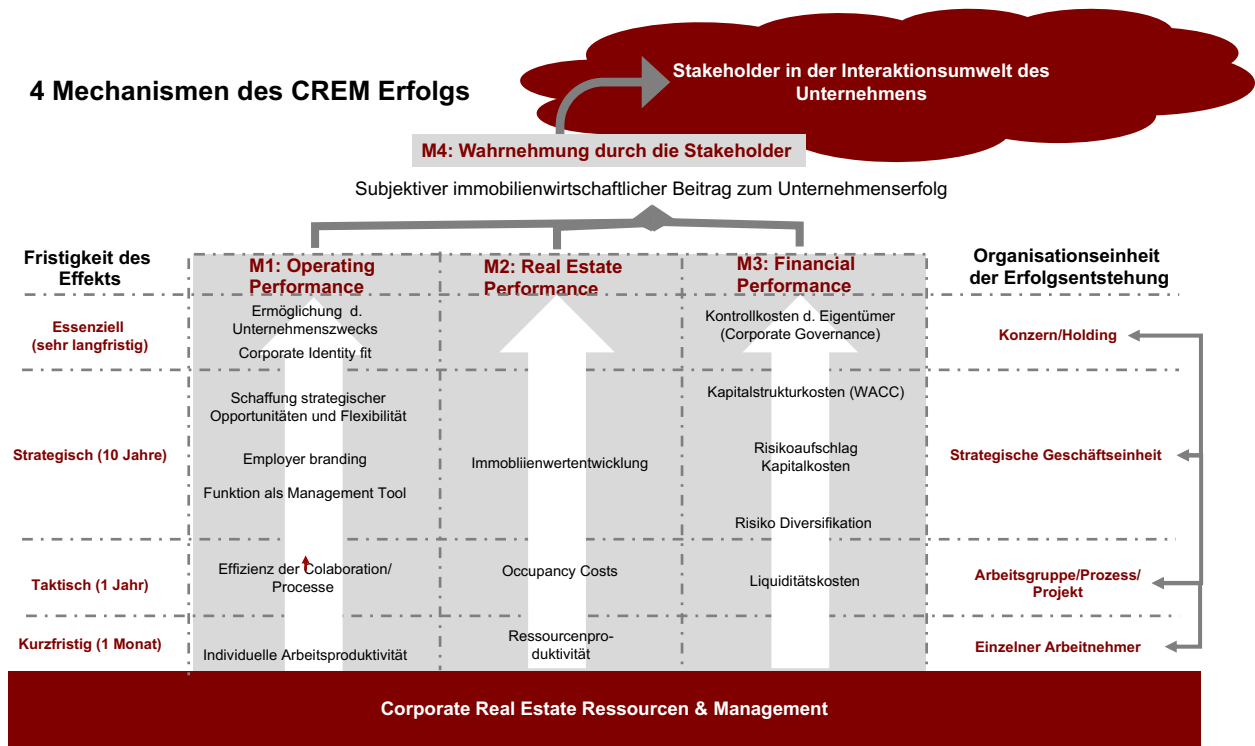 4 Mechanismen des CREM Erfolgs
Stakeholder in der Interaktionsumwelt des
Unternehmens
M4: Wahrnehmung durch die Stakeholder
Subjektiver immobilienwirtschaftlicher Beitrag zum Unternehmenserfolg
Fristigkeit des
Effekts
M1: Operating
Performance
M2: Real Estate
Performance
M3: Financial
Performance
Organisationseinheit
der Erfolgsentstehung
Essenziell
(sehr langfristig)
Ermöglichung d.
Unternehmenszwecks
Corporate Identity fit
Kontrollkosten d. Eigentümer
(Corporate Governance)
Konzern/Holding
Strategisch (10 Jahre)
Schaffung strategischer
Opportunitäten und Flexibilität
Employer branding
Funktion als Management Tool
Immobliienwertentwicklung
Kapitalstrukturkosten (WACC)
Risikoaufschlag
Kapitalkosten
Risiko Diversifikation
Strategische Geschäftseinheit
Taktisch (1 Jahr)
Effizienz der Colaboration/
Processe
Occupancy Costs
Liquiditätskosten
Arbeitsgruppe/Prozess/
Projekt
Kurzfristig (1 Monat)
Individuelle Arbeitsproduktivität
Ressourcenpro-
duktivität
Einzelner Arbeitnehmer
Corporate Real Estate Ressourcen & Management